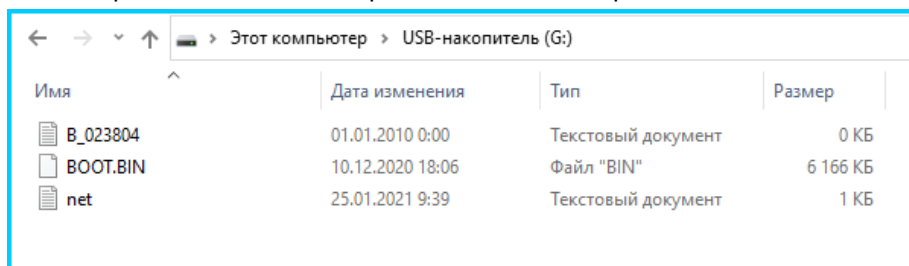 Этот компьютер > USB-накопитель (G:)
Имя Дата изменения Тип Размер
B_023804 01.01.2010 0:00 Текстовый документ 0 КБ
BOOT.BIN 10.12.2020 18:06 Файл "BIN" 6 166 КБ
net 25.01.2021 9:39 Текстовый документ 1 КБ